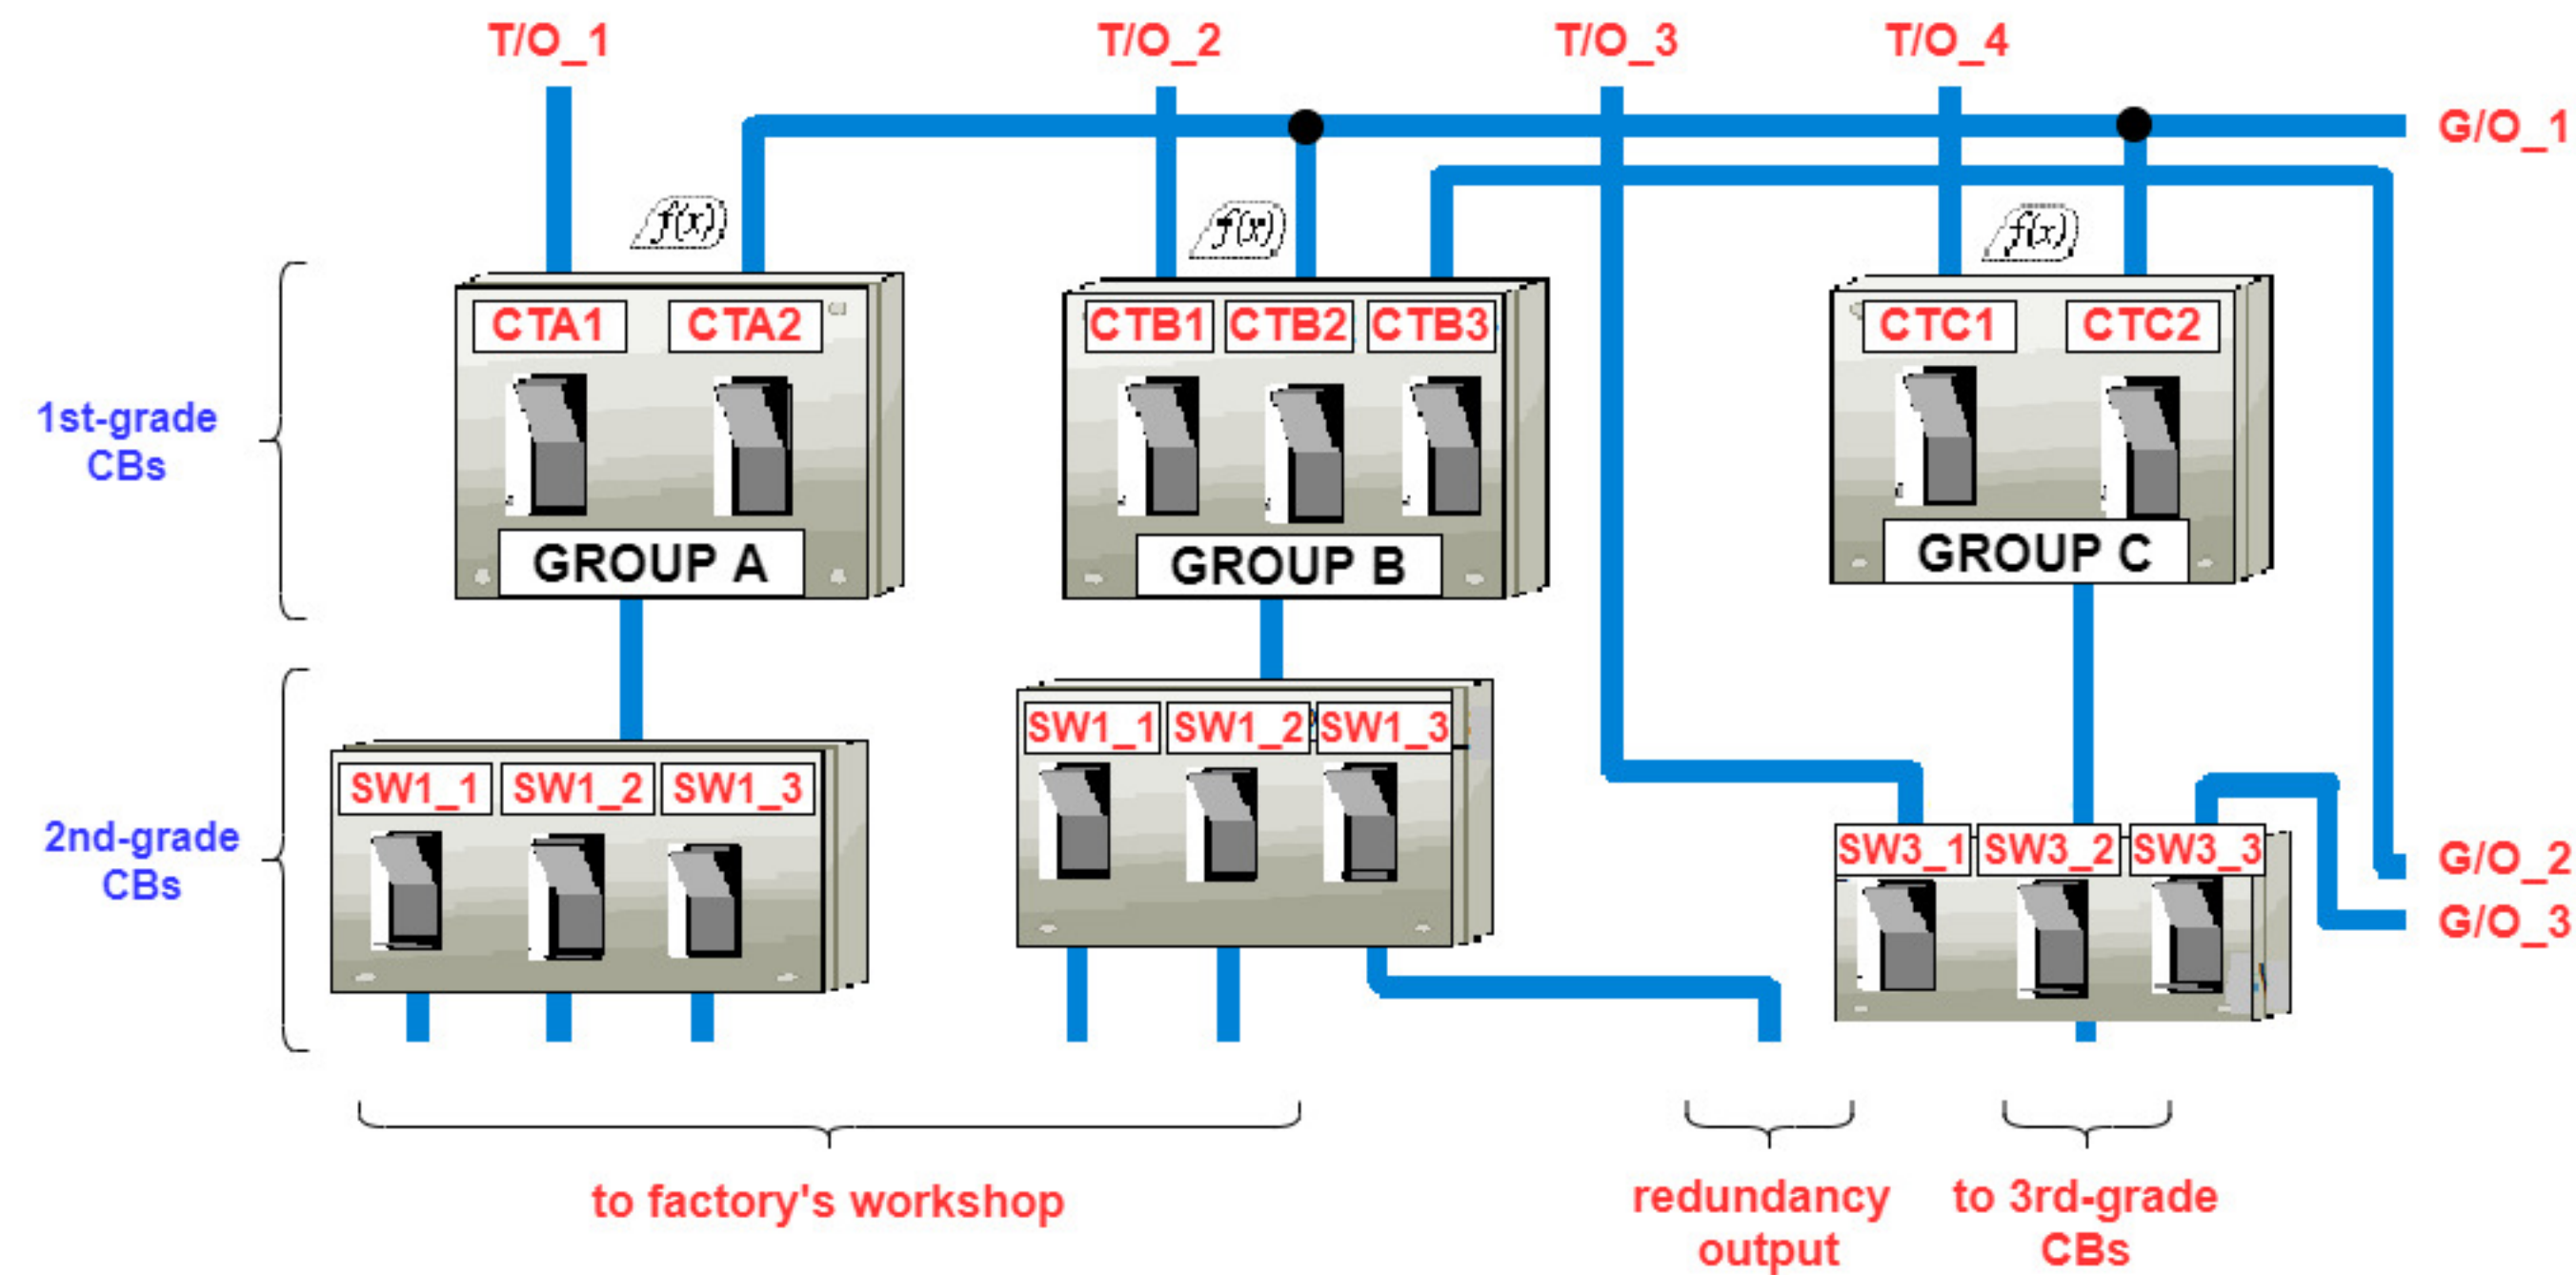 T/O_1
T/O_2
T/O_3
T/O_4
G/O_1
f(x)
f(x)
f(x)
CTA1
CTA2
CTB1
CTB2
CTB3
CTC1
CTC2
1st-grade
CBs
GROUP A
GROUP B
GROUP C
SW1_1
SW1_2
SW1_3
SW1_1
SW1_2
SW1_3
2nd-grade
CBs
SW3_1
SW3_2
SW3_3
G/O_2
G/O_3
to factory's workshop
redundancy
output
to 3rd-grade
CBs